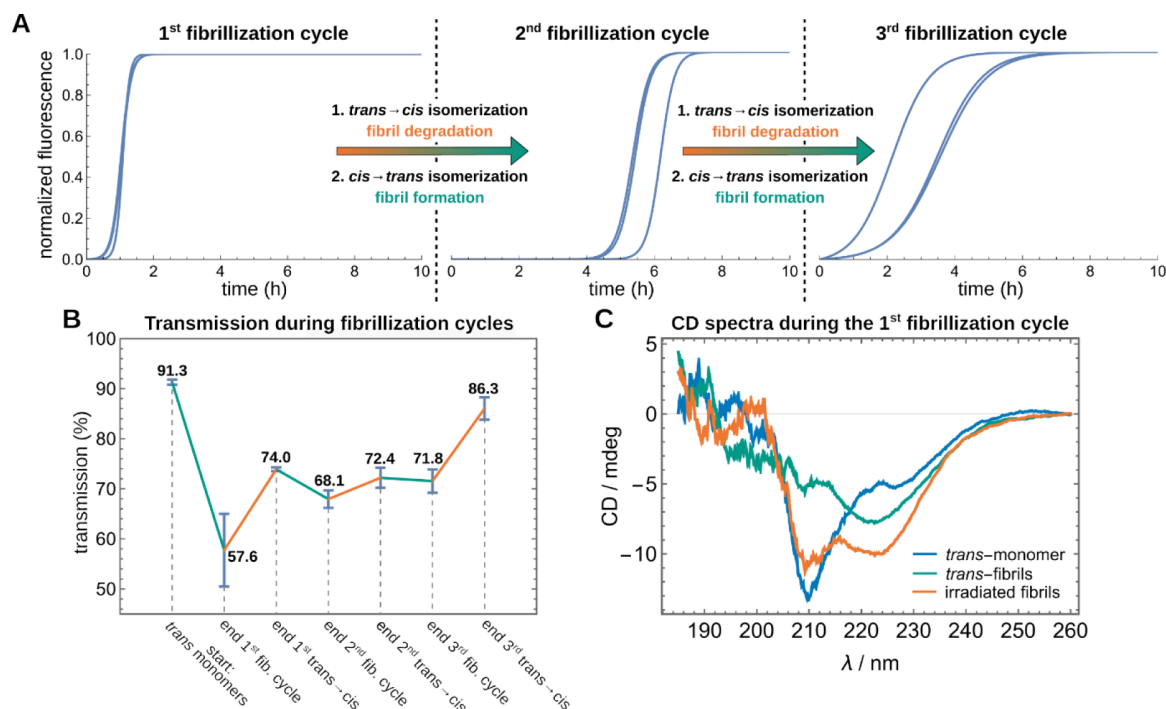 A
1st fibrillization cycle
2nd fibrillization cycle
3rd fibrillization cycle
normalized fluorescence
1.0
0.8
0.6
0.4
0.2
0.0
0 2 4 6 8 10
time (h)
1. trans→cis isomerization
fibril degradation
2. cis→trans isomerization
fibril formation
0 2 4 6 8 10
time (h)
1. trans→cis isomerization
fibril degradation
2. cis→trans isomerization
fibril formation
0 2 4 6 8 10
time (h)
B
Transmission during fibrillization cycles
transmission (%)
100
90
80
70
60
50
91.3
57.6
74.0
68.1
72.4
71.8
86.3
start:
trans monomers
end 1st fib. cycle
end 1st trans→cis
end 2nd fib. cycle
end 2nd trans→cis
end 3rd fib. cycle
end 3rd trans→cis
C
CD spectra during the 1st fibrillization cycle
CD / mdeg
5
0
−5
−10
trans−monomer
trans−fibrils
irradiated fibrils
190 200 210 220 230 240 250 260
λ / nm